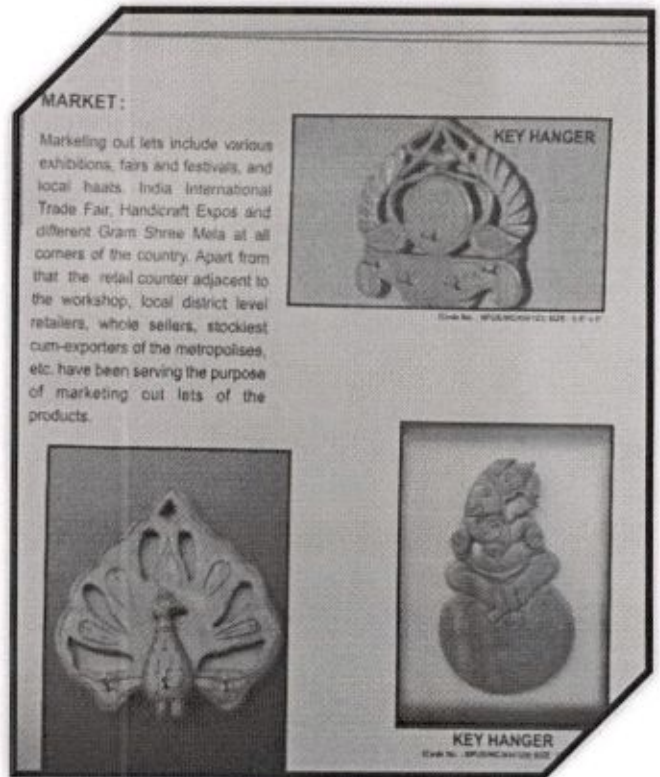 MARKET :
Marketing out lets include various
exhibitions, fairs and festivals, and
local haats. India International
Trade Fair, Handicraft Expos and
different Gram Shree Mela at all
corners of the country. Apart from
that the retail counter adjacent to
the workshop, local district level
retailers, whole sellers, stockiest
cum-exporters of the metropolises,
etc. have been serving the purpose
of marketing out lets of the
products.
KEY HANGER
KEY HANGER